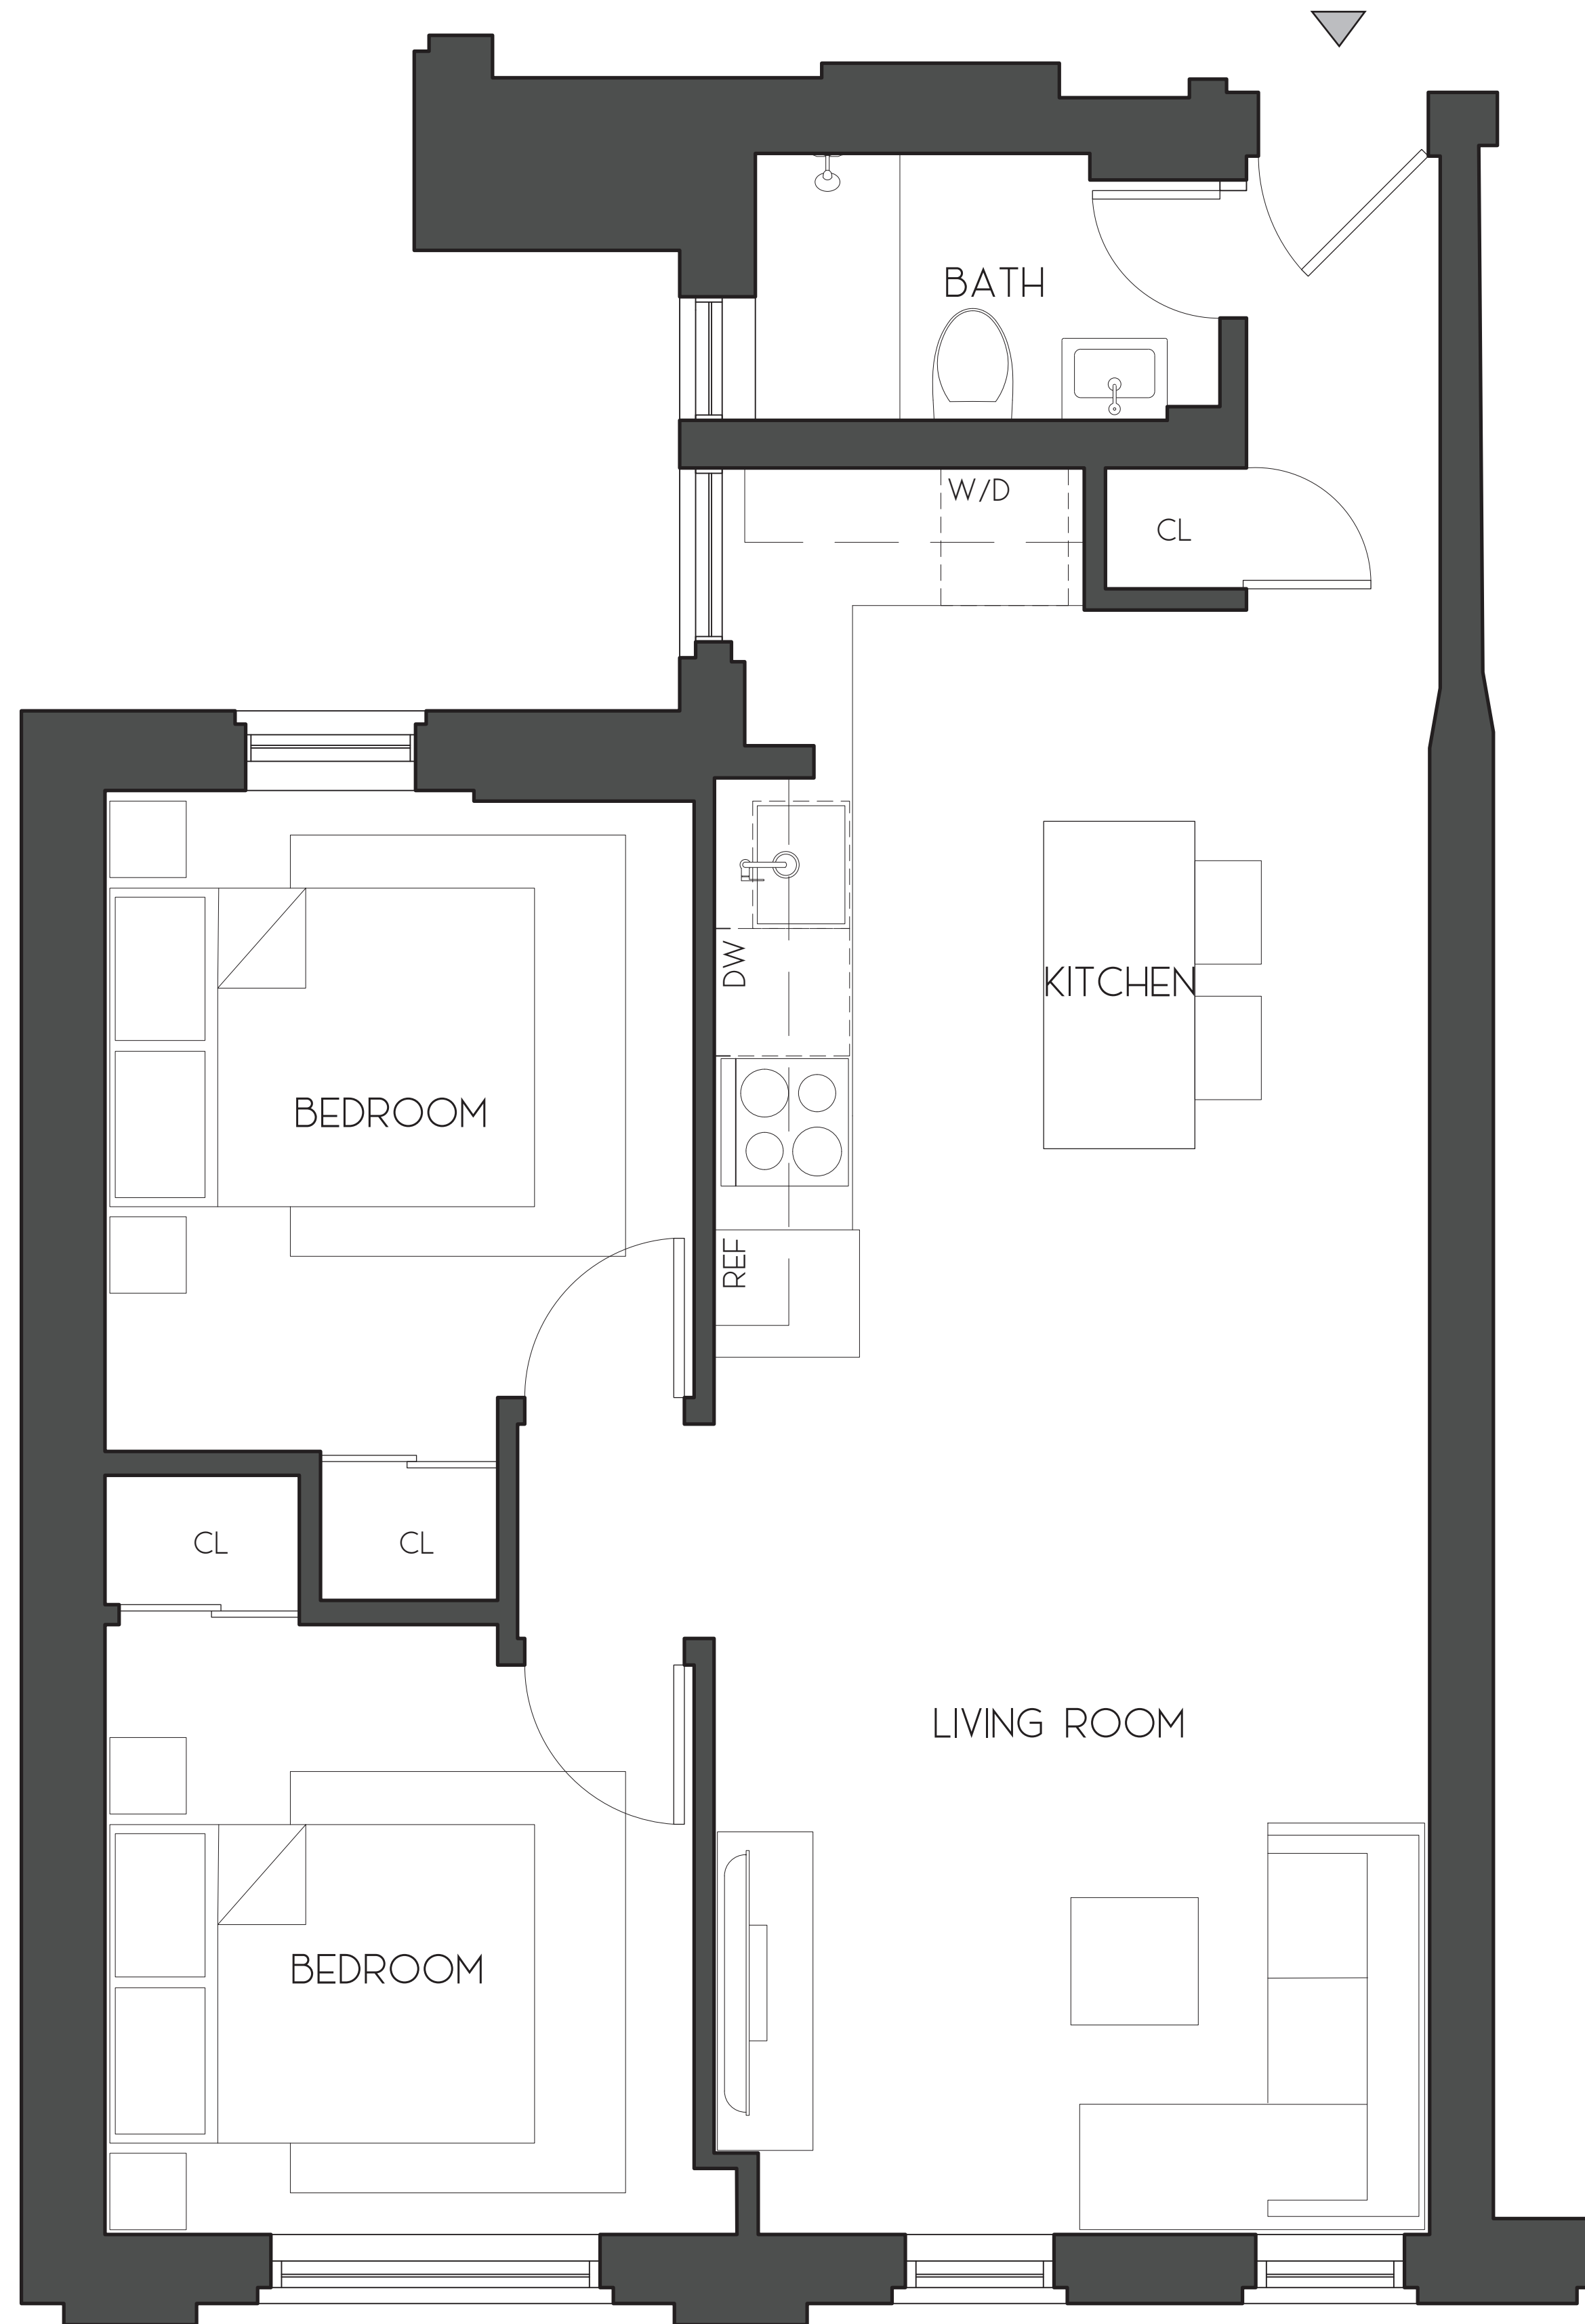 BATH
W/D
CL
DW
KITCHEN
BEDROOM
REF
CL
CL
LIVING ROOM
BEDROOM